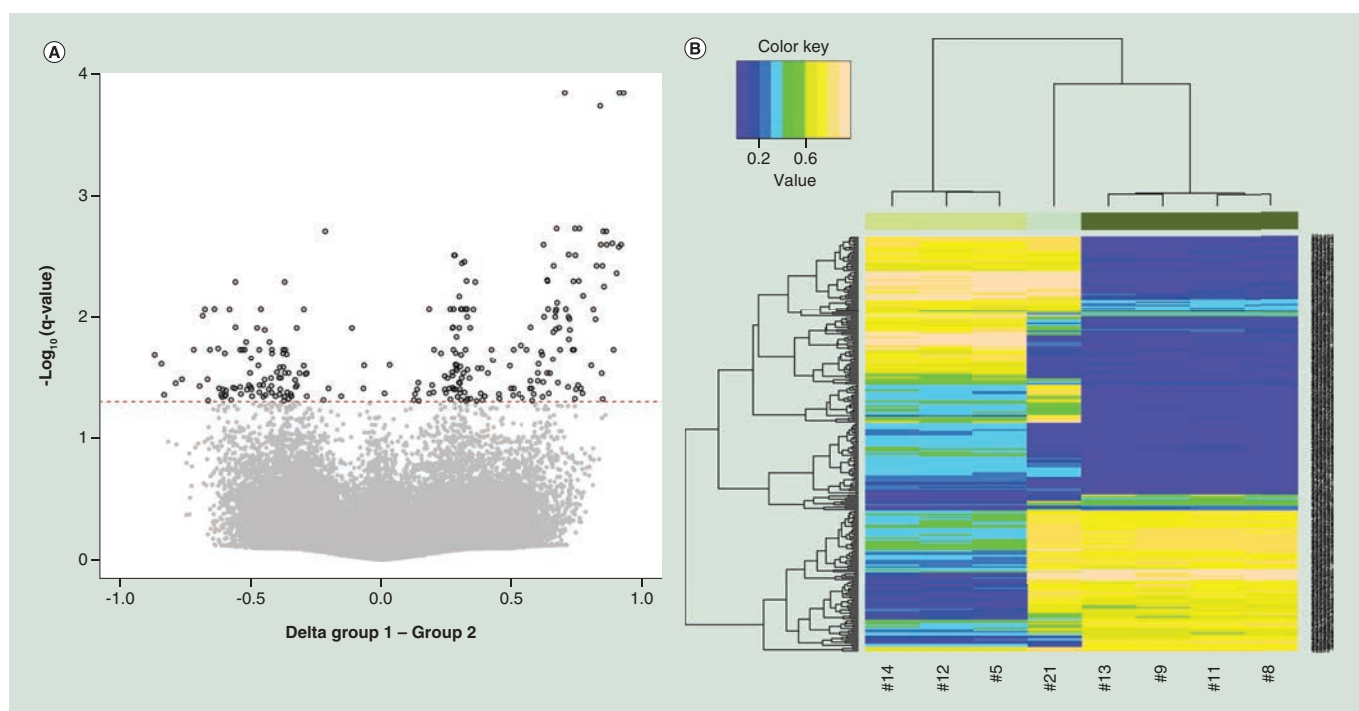 A
4
3
2
1
0
-Log10 (q-value)
-1.0 -0.5 0.0 0.5 1.0
Delta group 1 – Group 2
B
Color key
0.2 0.6
Value
#14 #12 #5 #21 #13 #9 #11 #8